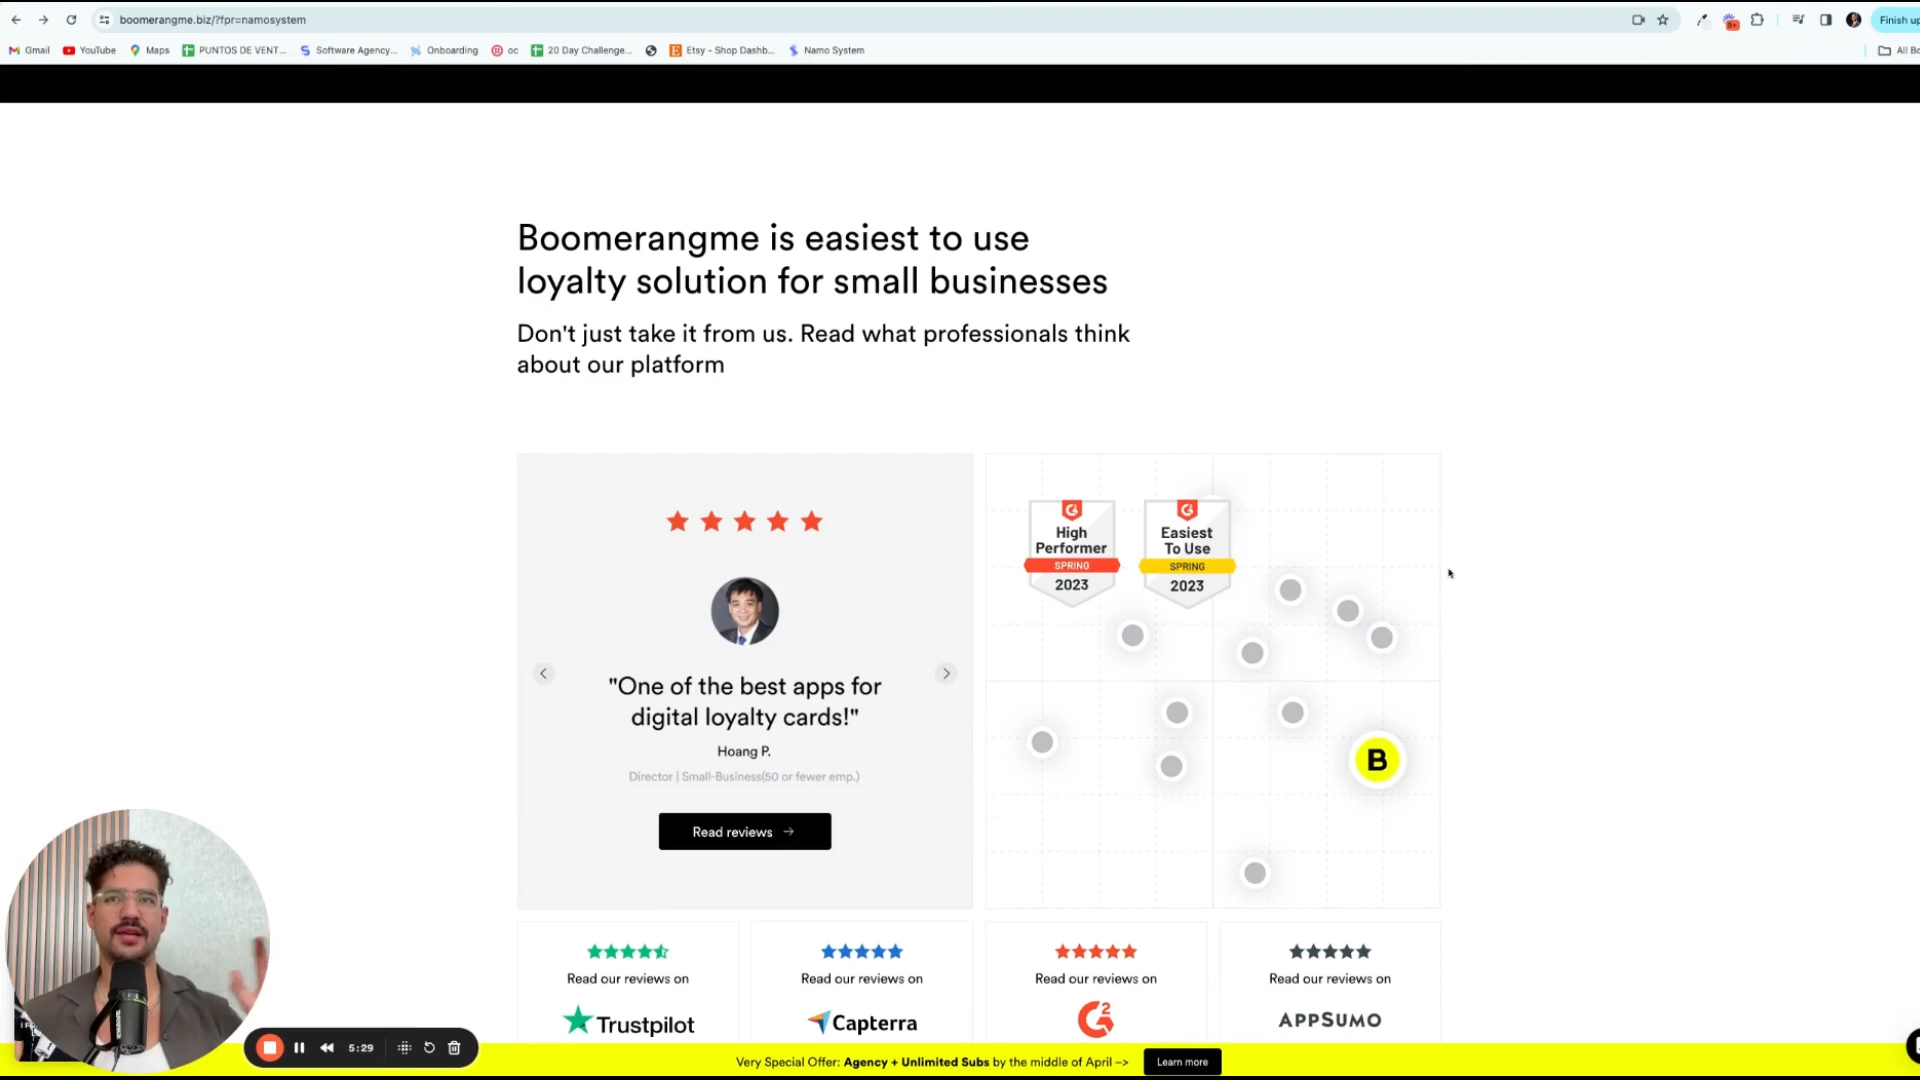 boomerangme.biz/?fpr=namosystem
Finish up
Gmail
YouTube
Maps
PUNTOS DE VENT...
Software Agency...
Onboarding
oc
20 Day Challenge...
Etsy - Shop Dashb...
Namo System
All Bo
Boomerangme is easiest to use
loyalty solution for small businesses
Don't just take it from us. Read what professionals think
about our platform
"One of the best apps for
digital loyalty cards!"
Hoang P.
Director | Small-Business(50 or fewer emp.)
Read reviews
High
Performer
SPRING
2023
Easiest
To Use
SPRING
2023
B
Read our reviews on
Trustpilot
Read our reviews on
Capterra
Read our reviews on
G2
Read our reviews on
APPSUMO
5:29
Very Special Offer: Agency + Unlimited Subs by the middle of April –>
Learn more